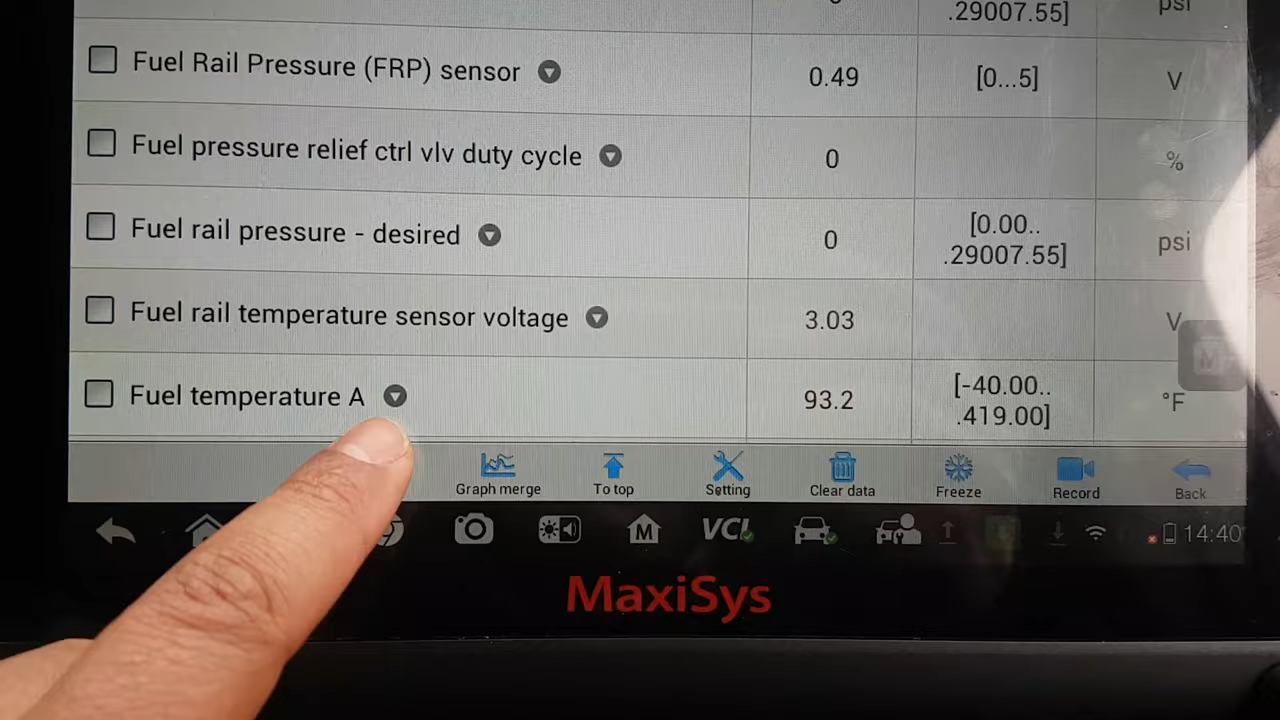 .29007.55]
psi
Fuel Rail Pressure (FRP) sensor 0.49 [0...5] V
Fuel pressure relief ctrl vlv duty cycle 0 %
Fuel rail pressure - desired 0 [0.00.. psi
.29007.55]
Fuel rail temperature sensor voltage 3.03 V
Fuel temperature A 93.2 [-40.00.. °F
.419.00]
Graph merge To top Setting Clear data Freeze Record Back
M VCI 14:40
MaxiSys